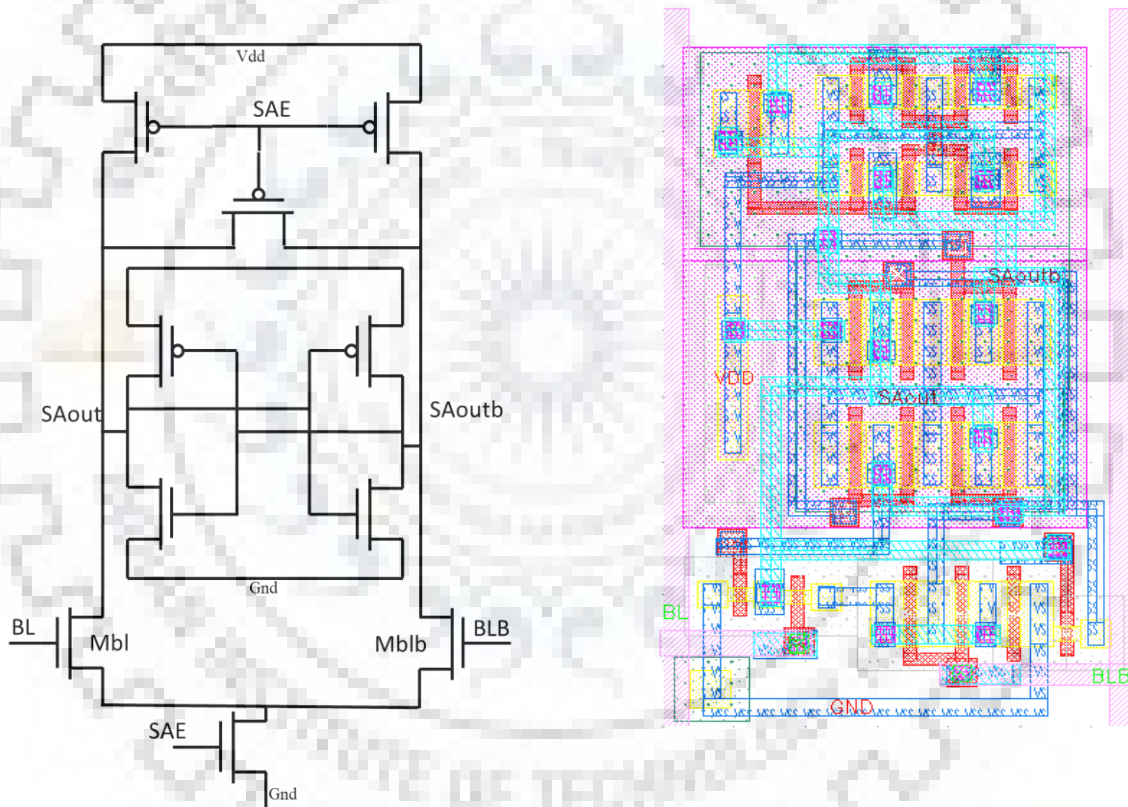 Vdd
SAE
SAout
SAoutb
Gnd
BL
Mbl
Mblb
BLB
SAE
Gnd
SAoutb
VDD
SAout
BL
BLB
GND